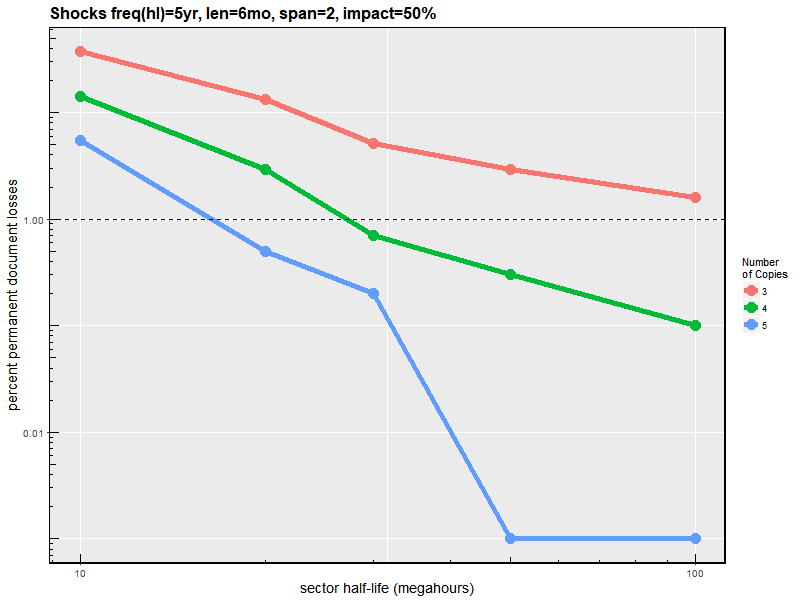 Shocks freq(hl)=5yr, len=6mo, span=2, impact=50%
percent permanent document losses
1.00
0.01
10
100
sector half-life (megahours)
Number
of Copies
3
4
5